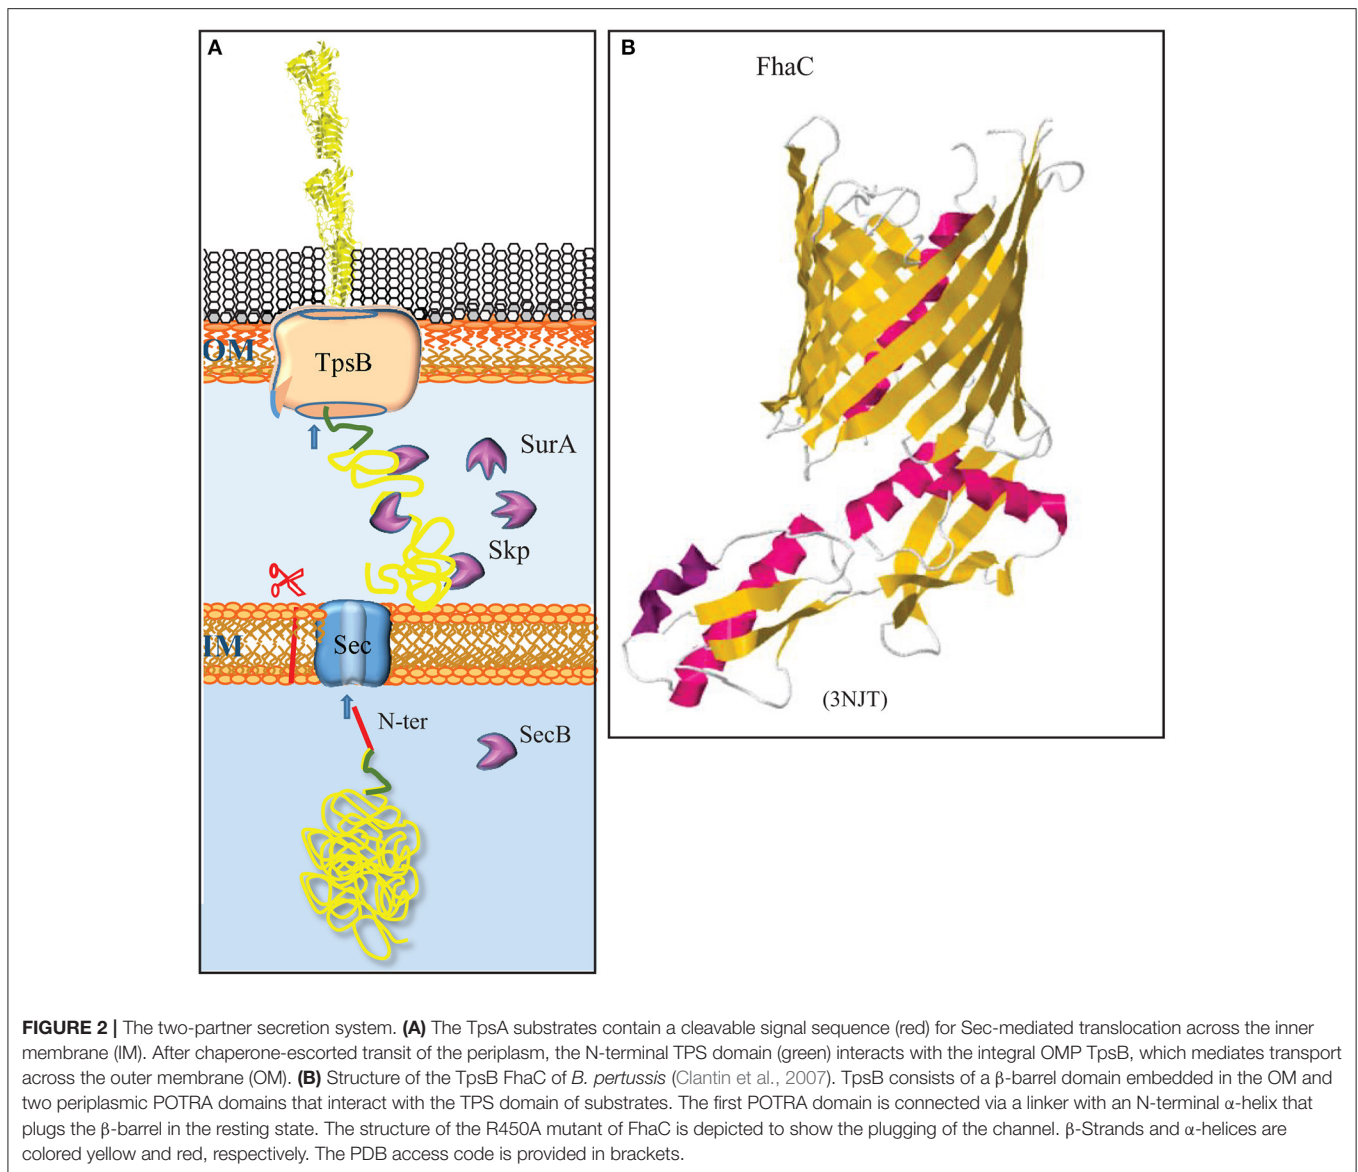 A
OM
TpsB
SurA
Skp
IM
Sec
N-ter
SecB
B
FhaC
(3NJT)
FIGURE 2 | The two-partner secretion system. (A) The TpsA substrates contain a cleavable signal sequence (red) for Sec-mediated translocation across the inner
membrane (IM). After chaperone-escorted transit of the periplasm, the N-terminal TPS domain (green) interacts with the integral OMP TpsB, which mediates transport
across the outer membrane (OM). (B) Structure of the TpsB FhaC of B. pertussis (Clantin et al., 2007). TpsB consists of a β-barrel domain embedded in the OM and
two periplasmic POTRA domains that interact with the TPS domain of substrates. The first POTRA domain is connected via a linker with an N-terminal α-helix that
plugs the β-barrel in the resting state. The structure of the R450A mutant of FhaC is depicted to show the plugging of the channel. β-Strands and α-helices are
colored yellow and red, respectively. The PDB access code is provided in brackets.